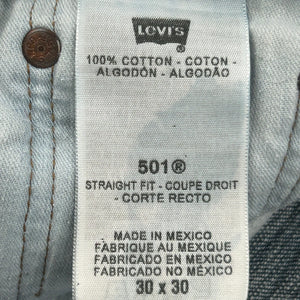 LEVI'S
®
100% COTTON - COTON -
ALGODÓN - ALGODÃO
501®
STRAIGHT FIT - COUPE DROIT
- CORTE RECTO
MADE IN MEXICO
FABRIQUE AU MEXIQUE
FABRICADO EN MEXICO
FABRICADO NO MÉXICO
30 x 30